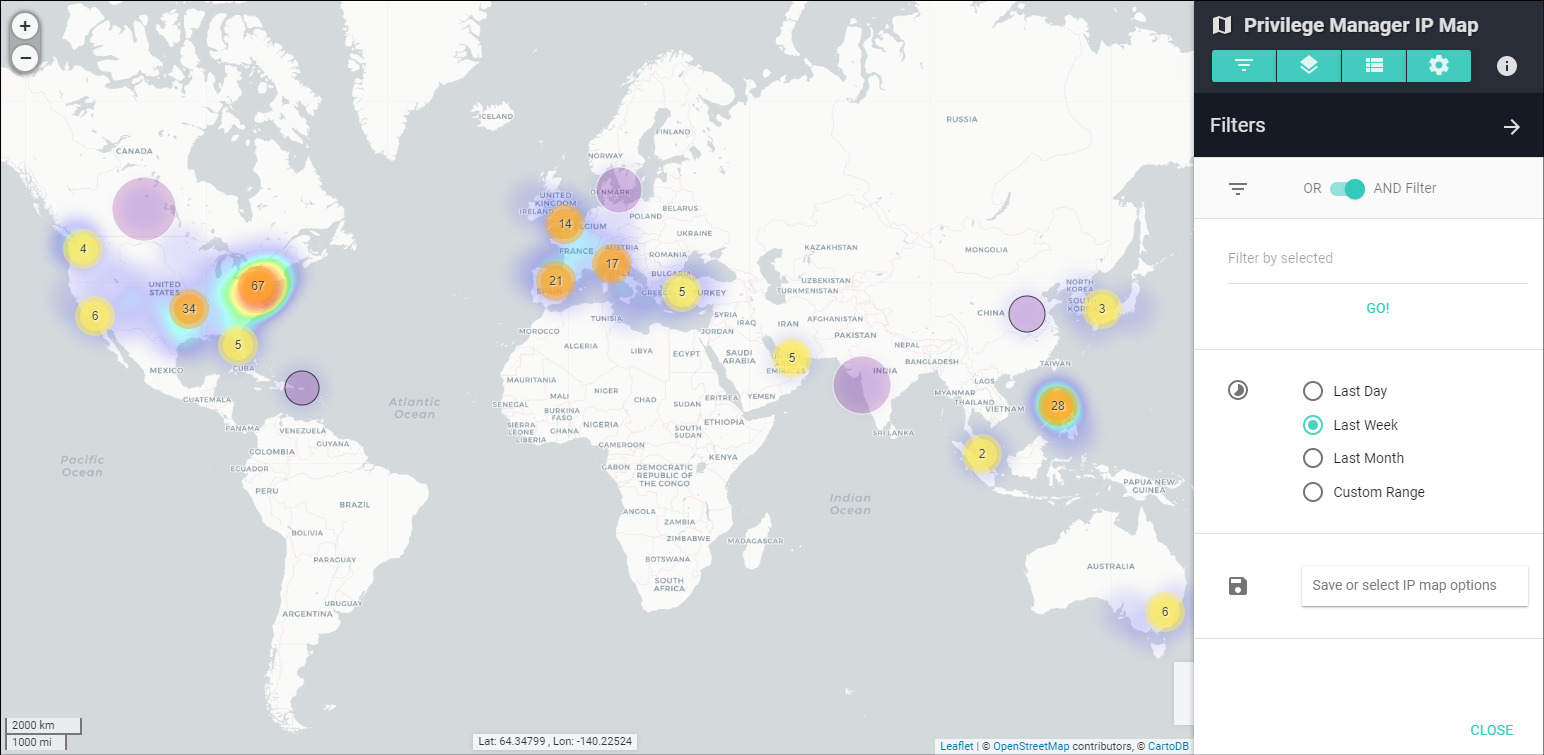 +
−
Privilege Manager IP Map
Filters
OR
AND Filter
Filter by selected
GO!
Last Day
Last Week
Last Month
Custom Range
Save or select IP map options
CLOSE
ICELAND
RUSSIA
FINLAND
CANADA
NORWAY
DENMARK
UNITED
KINGDOM
IRELAND
BELARUS
POLAND
14
UKRAINE
4
FRANCE
AUSTRIA
KAZAKHSTAN
MONGOLIA
ROMANIA
17
BULGARIA
21
UZBEKISTAN
TURKMENISTAN
NORTH
KOREA
67
UNITED
STATES
5
34
3
6
CHINA
TUNISIA
SYRIA
IRAQ
IRAN
AFGHANISTAN
MOROCCO
JORDAN
PAKISTAN
5
ALGERIA
LIBYA
EGYPT
SAUDI
ARABIA
5
EMIRATES
NEPAL
BANGLADESH
TAIWAN
MEXICO
CUBA
INDIA
MAURITANIA
LAOS
GUATEMALA
Atlantic
Ocean
MALI
NIGER
CHAD
SUDAN
ERITREA
YEMEN
MYANMAR
THAILAND
VIETNAM
28
SENEGAL
BURKINA
FASO
PANAMA
VENEZUELA
SIERRA
LEONE
GHANA
NIGERIA
SOUTH
SUDAN
ETHIOPIA
SRI LANKA
LIBERIA
GUYANA
CAMEROON
COLOMBIA
2
KENYA
Pacific
Ocean
ECUADOR
GABON
DEMOCRATIC
REPUBLIC OF
THE CONGO
PERU
PAPUA NEW
GUINEA
BRAZIL
Indian
Ocean
ANGOLA
ZAMBIA
BOLIVIA
ZIMBABWE
MADAGASCAR
PARAGUAY
BOTSWANA
AUSTRALIA
SOUTH
AFRICA
URUGUAY
ARGENTINA
6
2000 km
1000 mi
Lat: 64.34799 , Lon: -140.22524
Leaflet | © OpenStreetMap contributors, © CartoDB